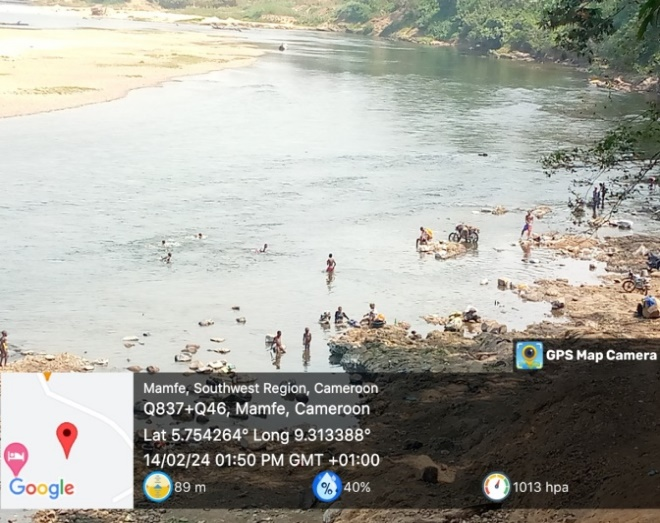 GPS Map Camera
Mamfe, Southwest Region, Cameroon
Q837+Q46, Mamfe, Cameroon
Lat 5.754264° Long 9.313388°
14/02/24 01:50 PM GMT +01:00
Google
89 m
% 40%
1013 hpa